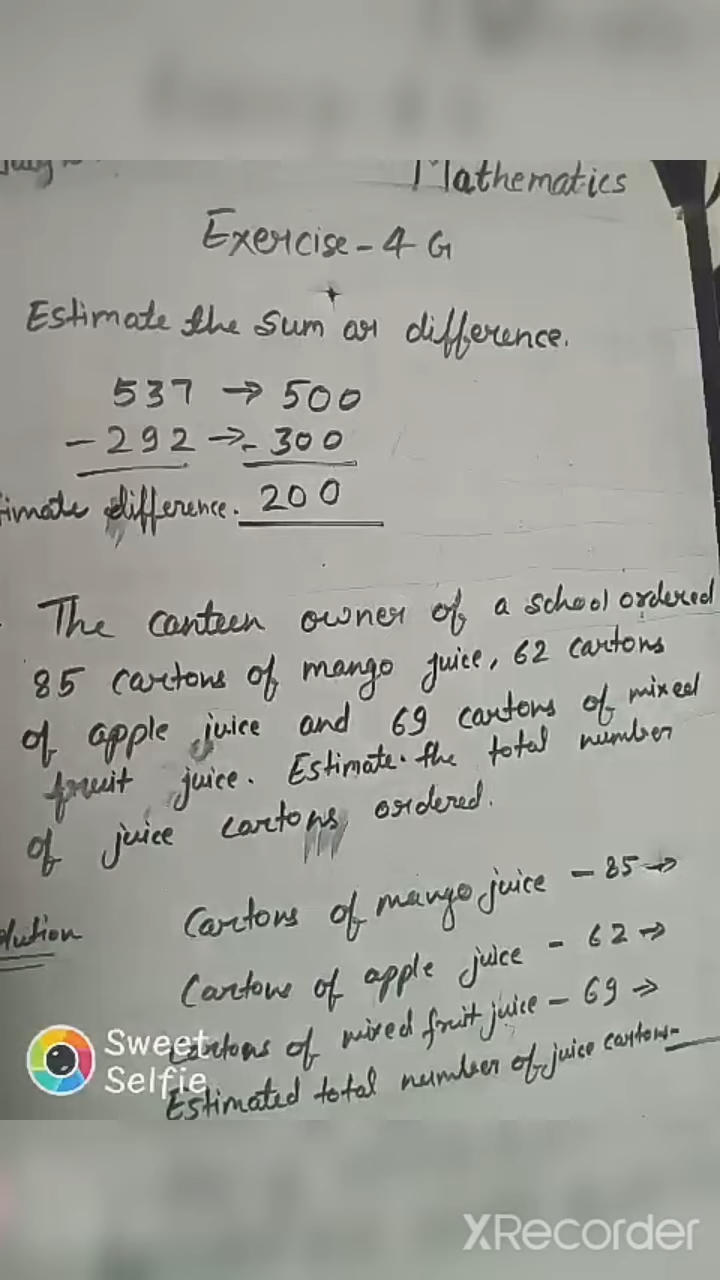 Mathematics
Exercise - 4 G
Estimate the sum or difference.
537 → 500
- 292 → - 300
difference. 200
The canteen owner of a school ordered
85 cartons of mango juice, 62 cartons
of apple juice and 69 cartons of mixed
fruit juice. Estimate the total number
of juice cartons ordered.
Cartons of mango juice - 85 →
Cartons of apple juice - 62 →
Cartons of mixed fruit juice - 69 →
Estimated total number of juice cartons -
Sweet
Selfie
XRecorder